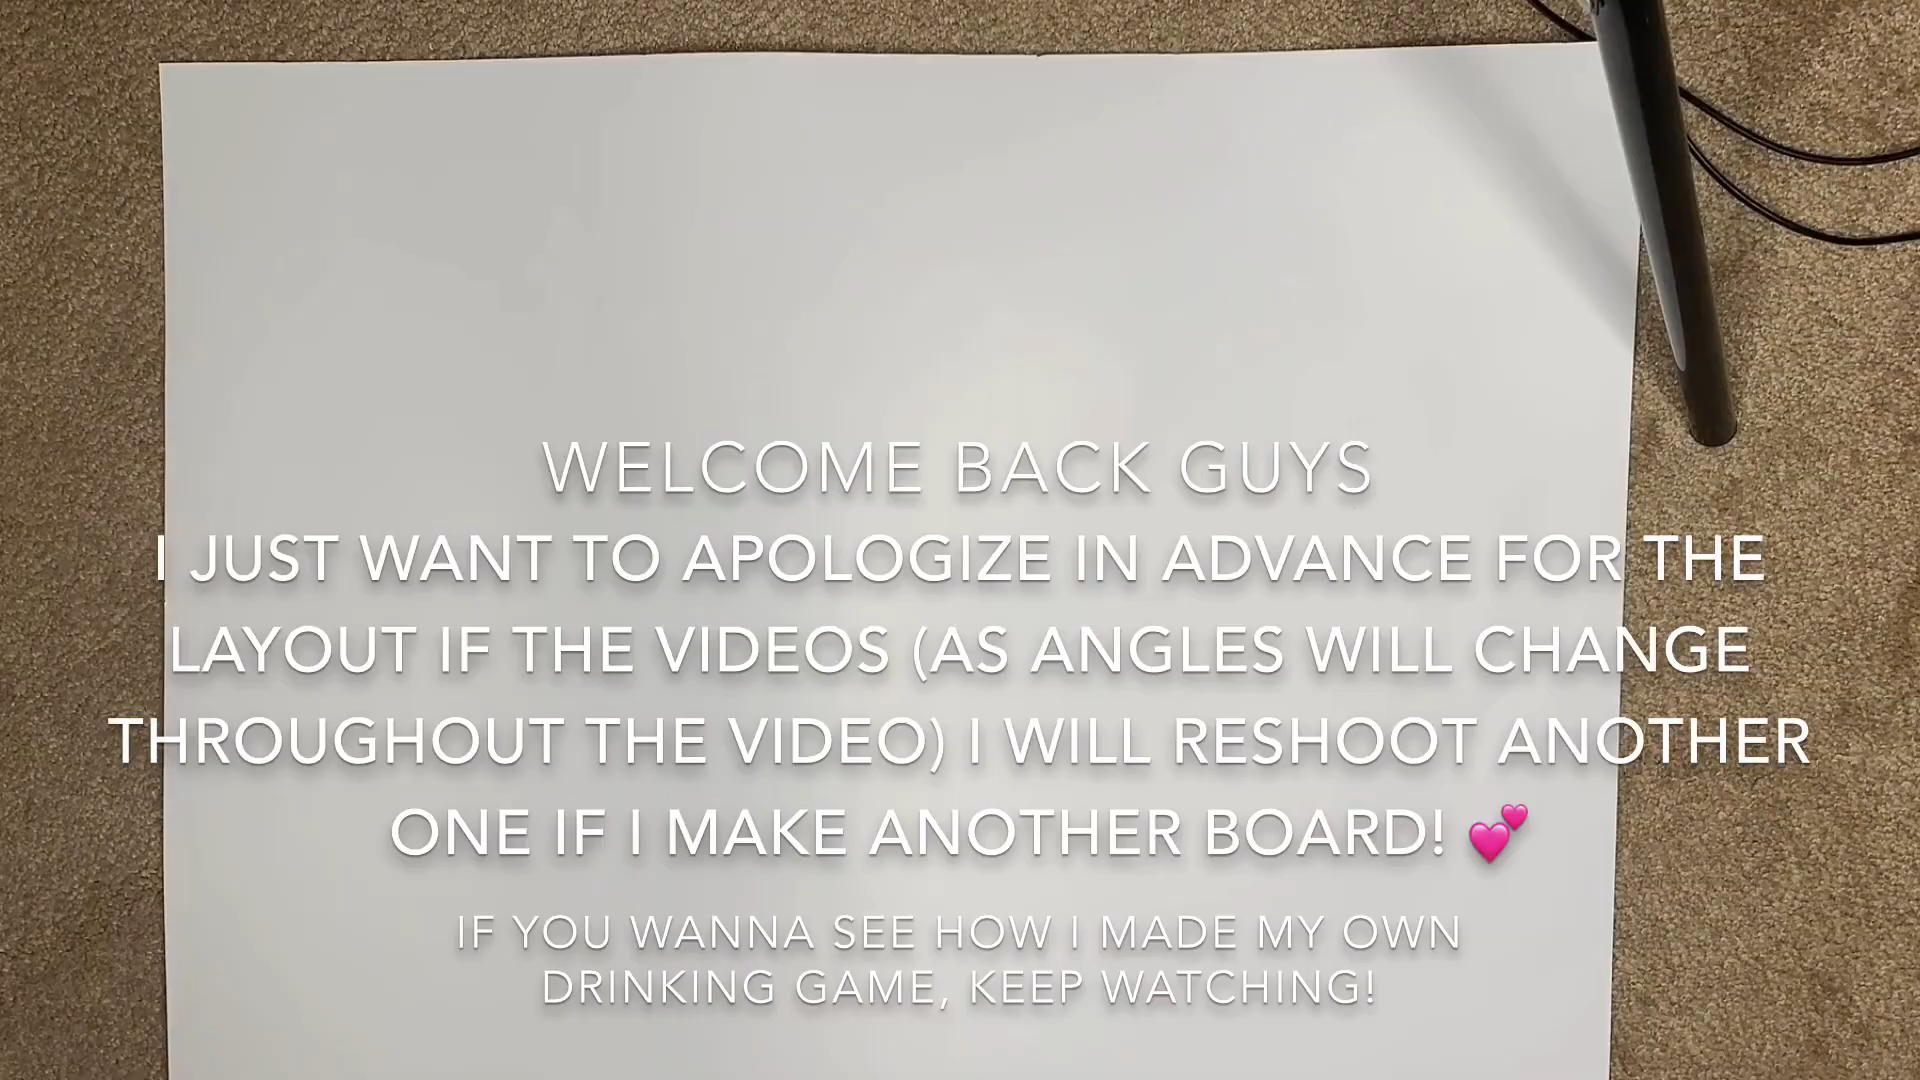 WELCOME BACK GUYS
I JUST WANT TO APOLOGIZE IN ADVANCE FOR THE
LAYOUT IF THE VIDEOS (AS ANGLES WILL CHANGE
THROUGHOUT THE VIDEO) I WILL RESHOOT ANOTHER
ONE IF I MAKE ANOTHER BOARD! 💕
IF YOU WANNA SEE HOW I MADE MY OWN
DRINKING GAME, KEEP WATCHING!